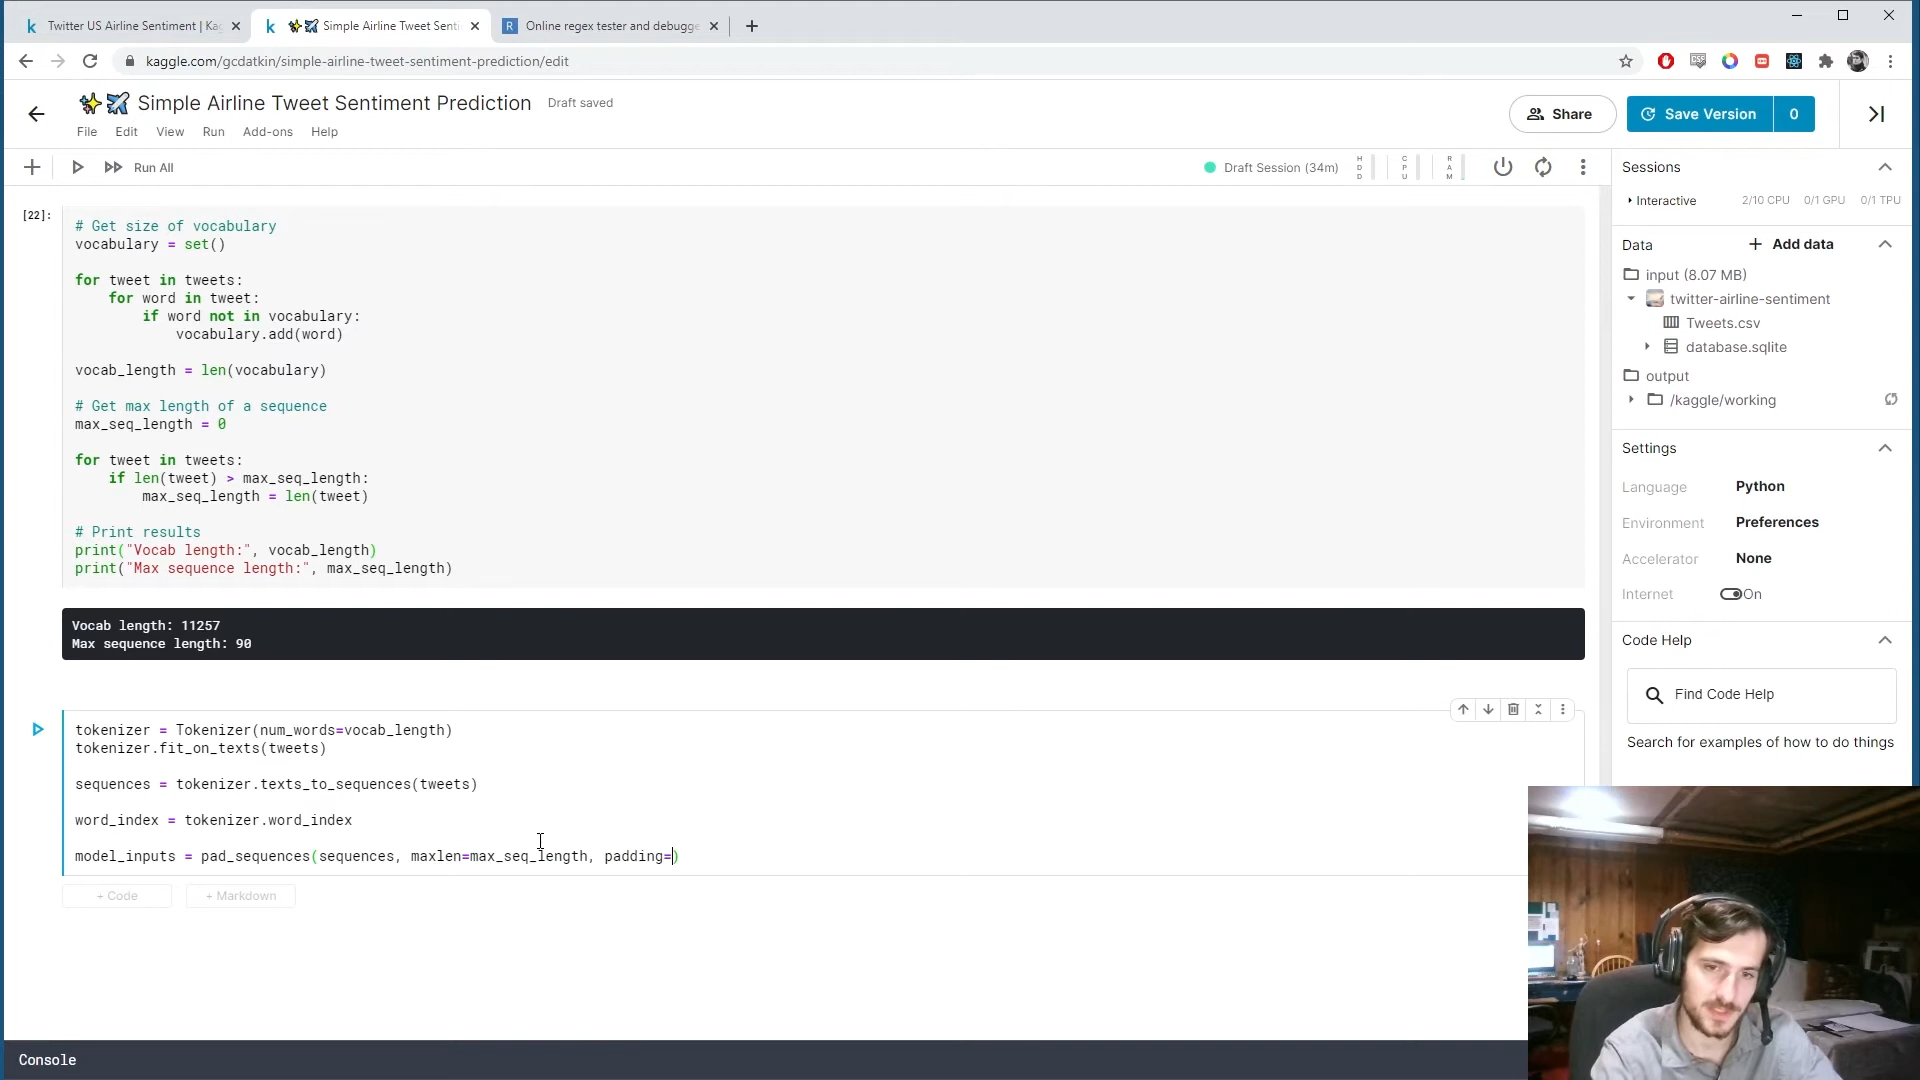 Twitter US Airline Sentiment | Kag
Simple Airline Tweet Senti
Online regex tester and debugge
kaggle.com/gcdatkin/simple-airline-tweet-sentiment-prediction/edit
Simple Airline Tweet Sentiment Prediction
Draft saved
Share
Save Version
0
File Edit View Run Add-ons Help
Run All
Draft Session (34m)
HDD
CPU
RAM
[22]:
# Get size of vocabulary
vocabulary = set()
for tweet in tweets:
for word in tweet:
if word not in vocabulary:
vocabulary.add(word)
vocab_length = len(vocabulary)
# Get max length of a sequence
max_seq_length = 0
for tweet in tweets:
if len(tweet) > max_seq_length:
max_seq_length = len(tweet)
# Print results
print("Vocab length:", vocab_length)
print("Max sequence length:", max_seq_length)
Vocab length: 11257
Max sequence length: 90
tokenizer = Tokenizer(num_words=vocab_length)
tokenizer.fit_on_texts(tweets)
sequences = tokenizer.texts_to_sequences(tweets)
word_index = tokenizer.word_index
model_inputs = pad_sequences(sequences, maxlen=max_seq_length, padding=)
+ Code
+ Markdown
Console
Sessions
Interactive 2/10 CPU 0/1 GPU 0/1 TPU
Data
Add data
input (8.07 MB)
twitter-airline-sentiment
Tweets.csv
database.sqlite
output
/kaggle/working
Settings
Language Python
Environment Preferences
Accelerator None
Internet On
Code Help
Find Code Help
Search for examples of how to do things